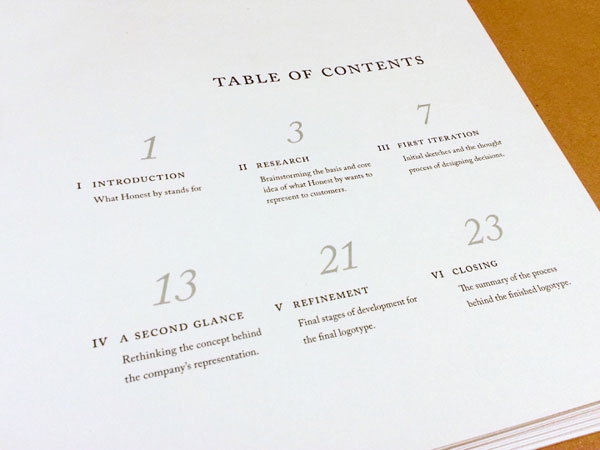 TABLE OF CONTENTS
1
I INTRODUCTION
What Honest by stands for
3
II RESEARCH
Brainstorming the basis and core
idea of what Honest by wants to
represent to customers.
7
III FIRST ITERATION
Initial sketches and the thought
process of designing decisions.
13
IV A SECOND GLANCE
Rethinking the concept behind
the company's representation.
21
V REFINEMENT
Final stages of development for
the final logotype.
23
VI CLOSING
The summary of the process
behind the finished logotype.